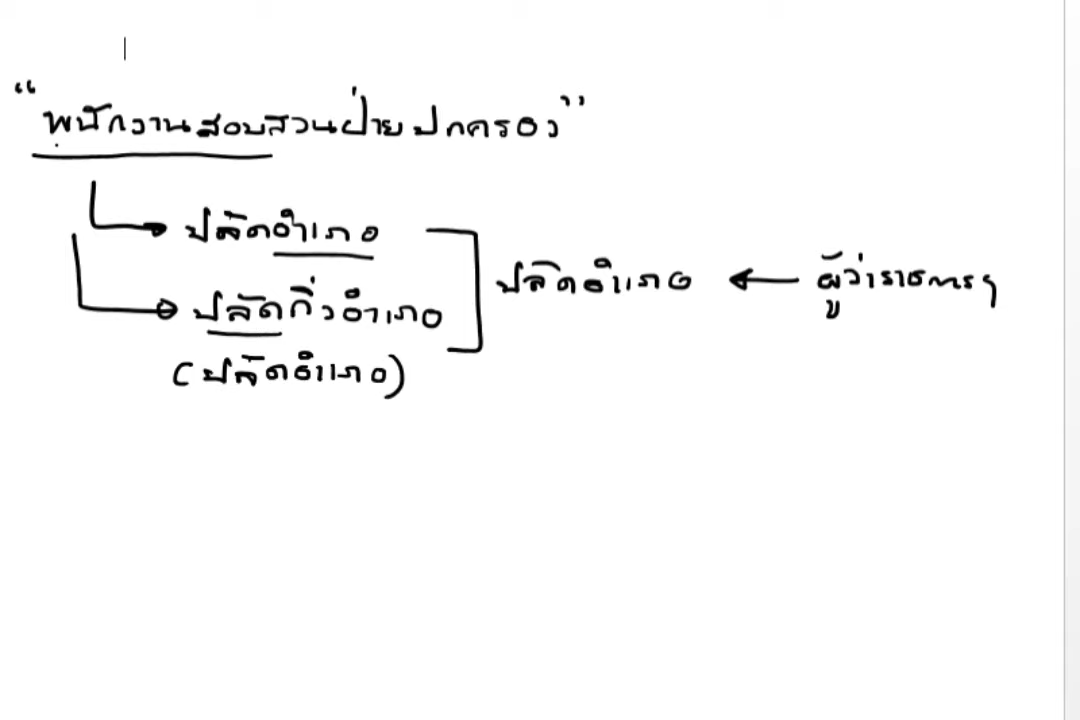 “พนักงานสอบสวนฝ่ายปกครอง”
ปลัดอำเภอ
ปลัดกิ่งอำเภอ
(ปลัดอำเภอ)
ปลัดอำเภอ ← ผู้ว่าราชการฯ